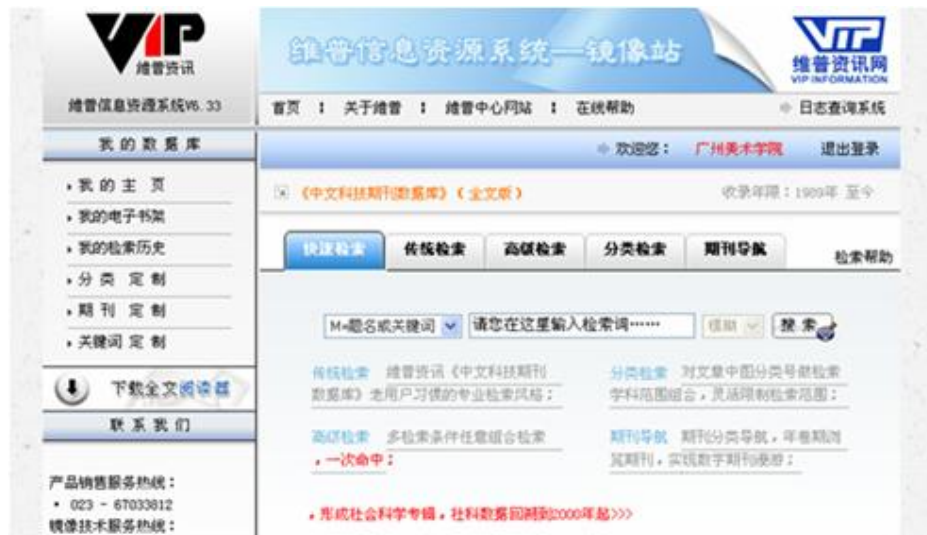 VIP
维普资讯
维普信息资源系统V6.33
我的数据库
我的主 页
我的电子书架
我的检索历史
分 类 定 制
期 刊 定 制
关键词 定 制
下载全文阅读器
联 系 我 们
产品销售服务热线：
• 023 - 67033812
镜像技术服务热线：
维普信息资源系统—镜像站
VIP
维普资讯网
VIP INFORMATION
首页 ： 关于维普 ： 维普中心网站 ： 在线帮助
日志查询系统
欢迎您： 广州美术学院 退出登录
《中文科技期刊数据库》（全文版）
收录年限：1989年 至今
快速检索 传统检索 高级检索 分类检索 期刊导航 检索帮助
M=题名或关键词 请您在这里输入检索词…… 模糊 搜 索
传统检索 维普资讯《中文科技期刊
数据库》老用户习惯的专业检索风格；
分类检索 对文章中图分类号做检索
学科范围组合，灵活限制检索范围；
高级检索 多检索条件任意组合检索
，一次命中；
期刊导航 期刊分类导航，年卷期浏
览期刊，实现数字期刊漫游；
，形成社会科学专辑，社科数据回溯到2000年起>>>